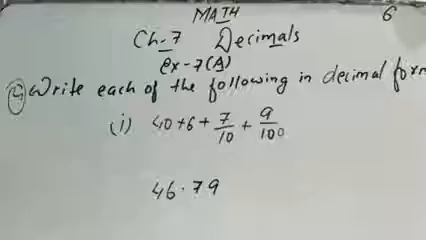 MATH 6
Ch-7 Decimals
ex-7(A)
Write each of the following in decimal form
(i) 40+6+7/10+9/100
46.79